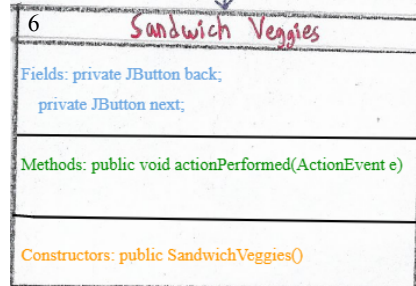 6
Sandwich Veggies
Fields: private JButton back;
private JButton next;
Methods: public void actionPerformed(ActionEvent e)
Constructors: public SandwichVeggies()